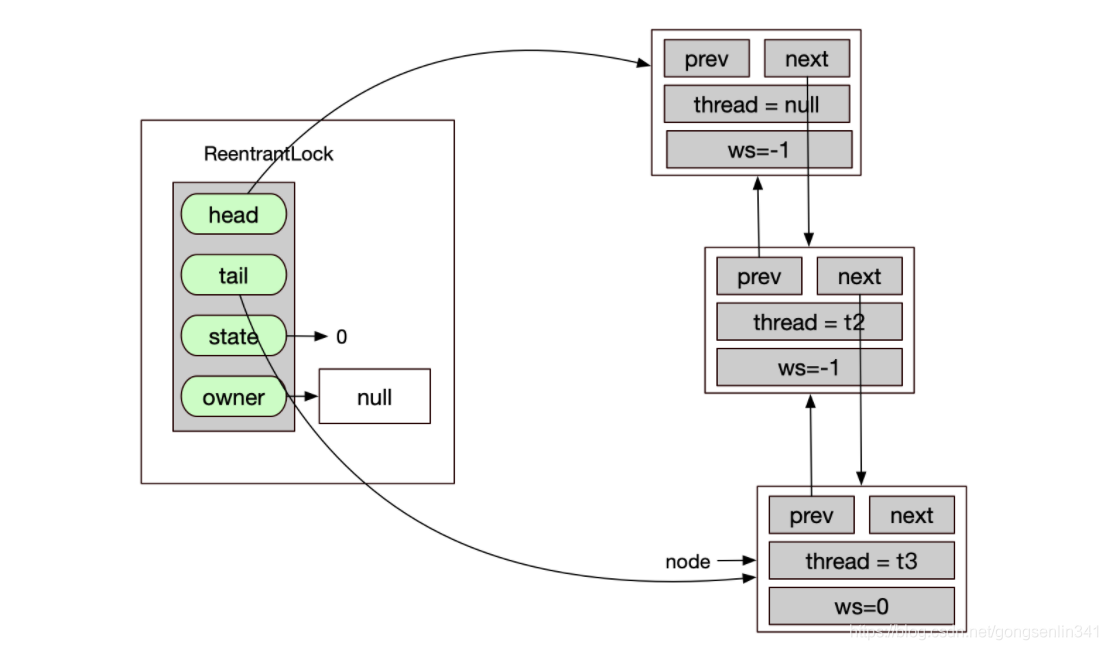 ReentrantLock
head
tail
state
0
owner
null
prev
next
thread = null
ws=-1
prev
next
thread = t2
ws=-1
node
prev
next
thread = t3
ws=0
https://blog.csdn.net/gongsenlin341